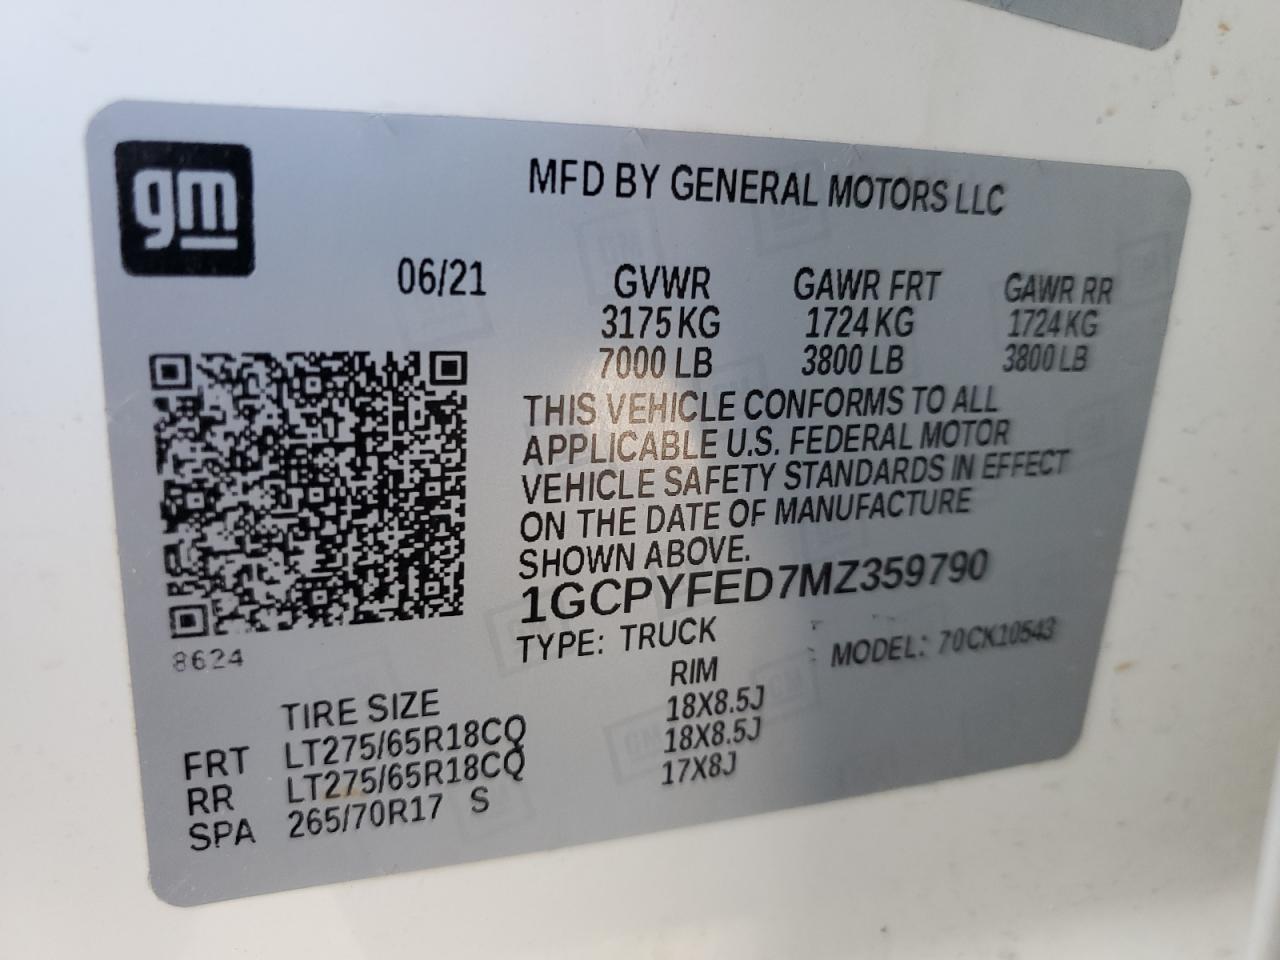 gm
MFD BY GENERAL MOTORS LLC
06/21
GVWR GAWR FRT GAWR RR
3175 KG 1724 KG 1724 KG
7000 LB 3800 LB 3800 LB
THIS VEHICLE CONFORMS TO ALL
APPLICABLE U.S. FEDERAL MOTOR
VEHICLE SAFETY STANDARDS IN EFFECT
ON THE DATE OF MANUFACTURE
SHOWN ABOVE.
1GCPYFED7MZ359790
TYPE: TRUCK MODEL: 70CK10543
8624
TIRE SIZE RIM
FRT LT275/65R18CQ 18X8.5J
RR LT275/65R18CQ 18X8.5J
SPA 265/70R17 S 17X8J